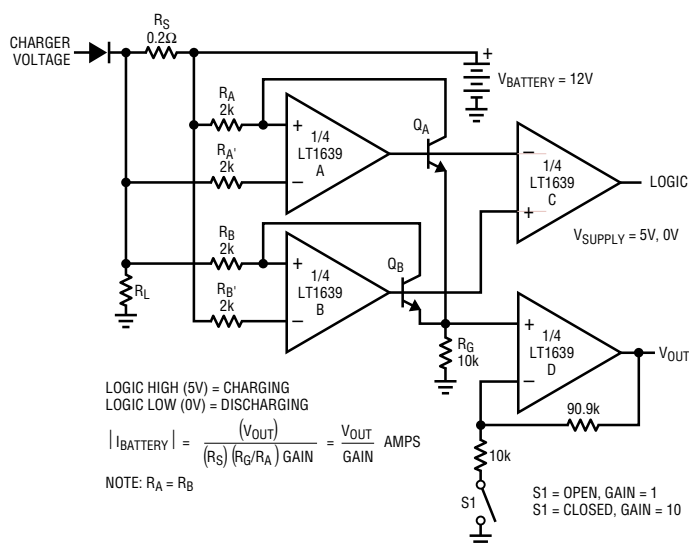 CHARGER
VOLTAGE
RS
0.2Ω
+
VBATTERY = 12V
RA
2k
RA'
2k
+
−
1/4
LT1639
A
QA
−
+
1/4
LT1639
C
LOGIC
VSUPPLY = 5V, 0V
RB
2k
RB'
2k
+
−
1/4
LT1639
B
QB
RL
RG
10k
+
−
1/4
LT1639
D
VOUT
90.9k
10k
S1
LOGIC HIGH (5V) = CHARGING
LOGIC LOW (0V) = DISCHARGING
|IBATTERY| = (VOUT) / (RS) (RG/RA) GAIN = VOUT / GAIN AMPS
NOTE: RA = RB
S1 = OPEN, GAIN = 1
S1 = CLOSED, GAIN = 10